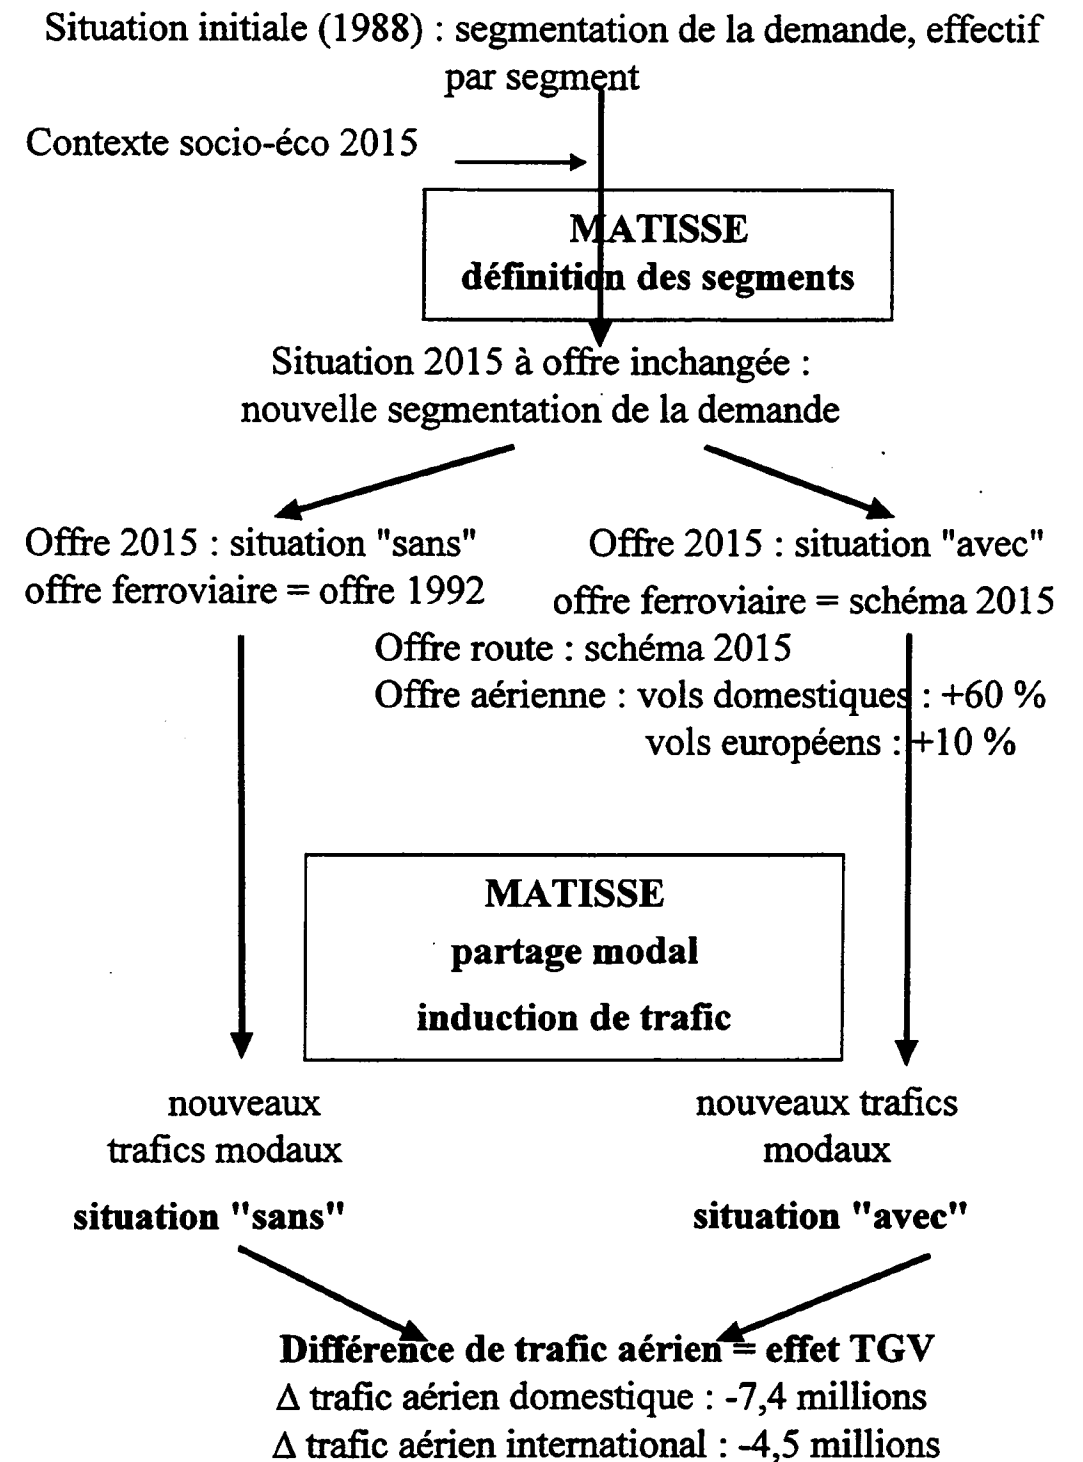 Situation initiale (1988) : segmentation de la demande, effectif
par segment
Contexte socio-éco 2015
MATISSE
définition des segments
Situation 2015 à offre inchangée :
nouvelle segmentation de la demande
Offre 2015 : situation "sans"
offre ferroviaire = offre 1992
Offre 2015 : situation "avec"
offre ferroviaire = schéma 2015
Offre route : schéma 2015
Offre aérienne : vols domestiques : +60 %
vols européens : +10 %
MATISSE
partage modal
induction de trafic
nouveaux
trafics modaux
situation "sans"
nouveaux trafics
modaux
situation "avec"
Différence de trafic aérien = effet TGV
Δ trafic aérien domestique : -7,4 millions
Δ trafic aérien international : -4,5 millions